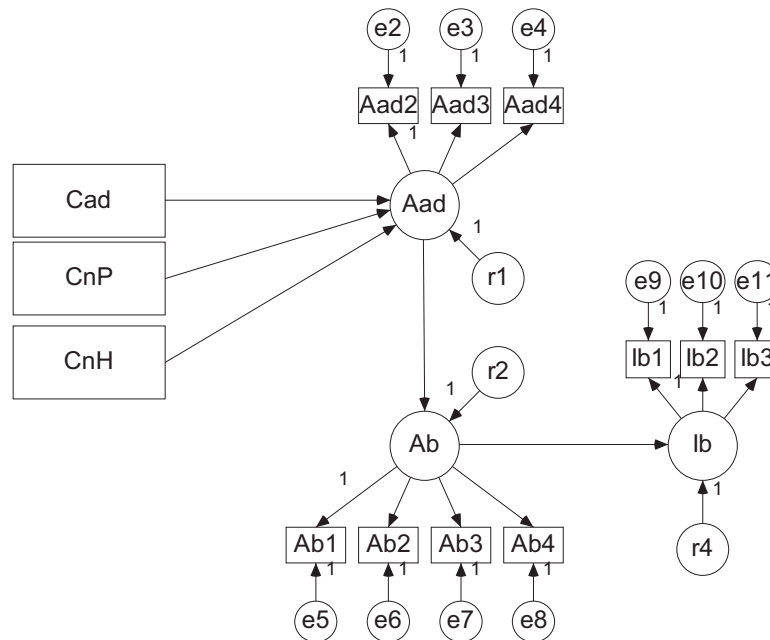 e2 e3 e4
1 1 1
Aad2 Aad3 Aad4
1
Cad
Aad
1
CnP
r1
e9 e10 e11
1 1 1
CnH
Ib1 Ib2 Ib3
r2
1
1
Ab
Ib
1
1
Ab1 Ab2 Ab3 Ab4
r4
1 1 1 1
e5 e6 e7 e8